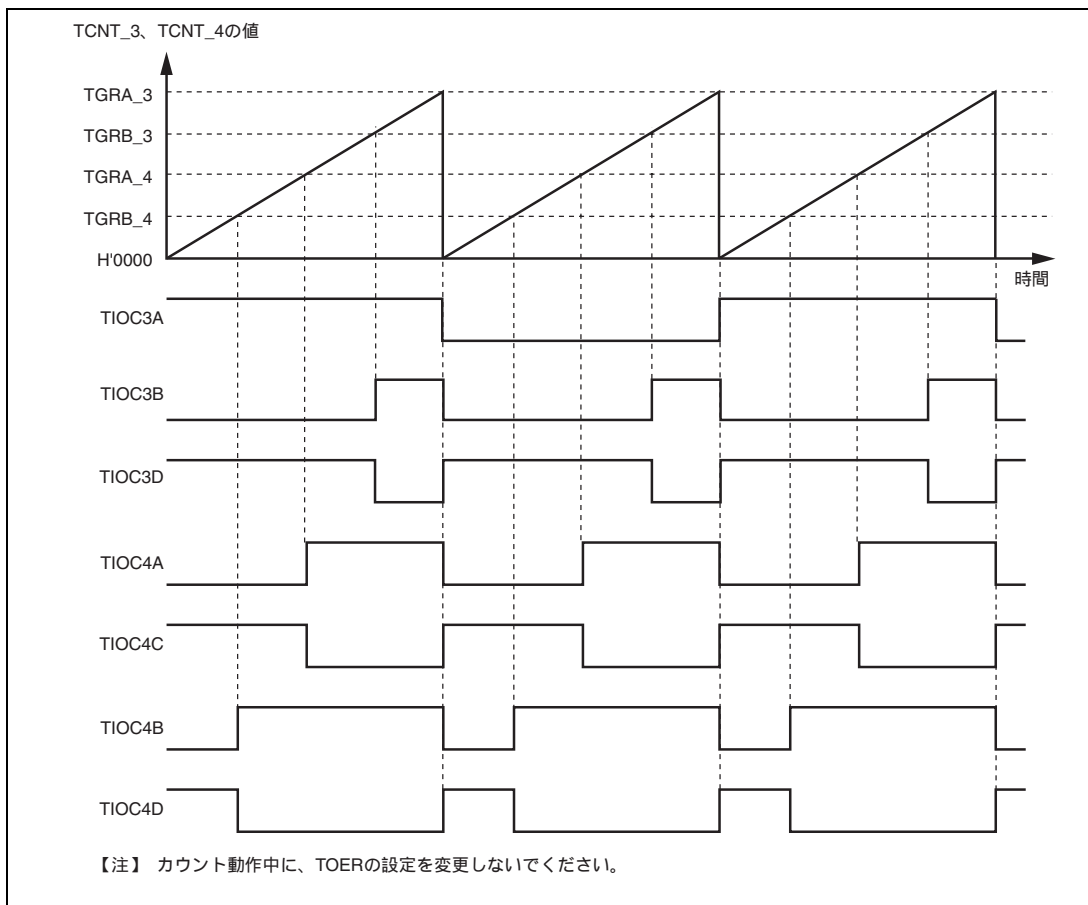 TCNT_3、TCNT_4の値
TGRA_3
TGRB_3
TGRA_4
TGRB_4
H'0000
時間
TIOC3A
TIOC3B
TIOC3D
TIOC4A
TIOC4C
TIOC4B
TIOC4D
【注】 カウント動作中に、TOERの設定を変更しないでください。